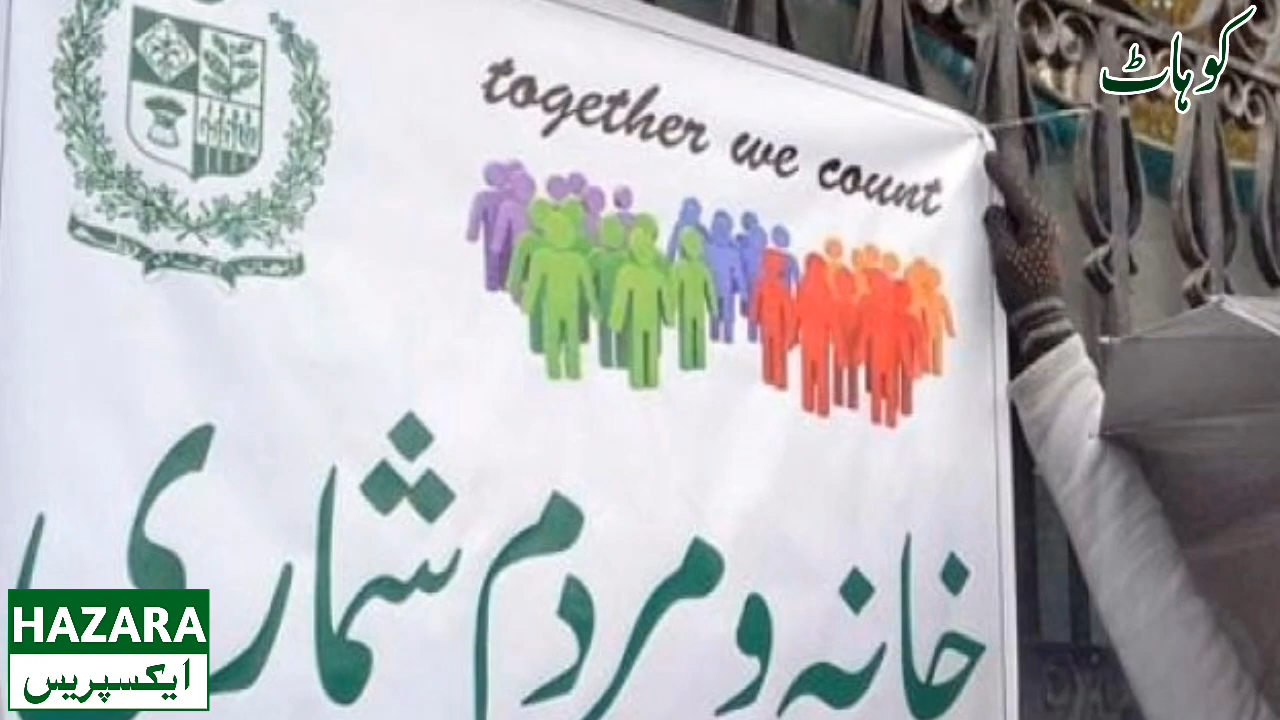 کوہاٹ
together we count
خانہ و مردم شماری
HAZARA
ایکسپریس